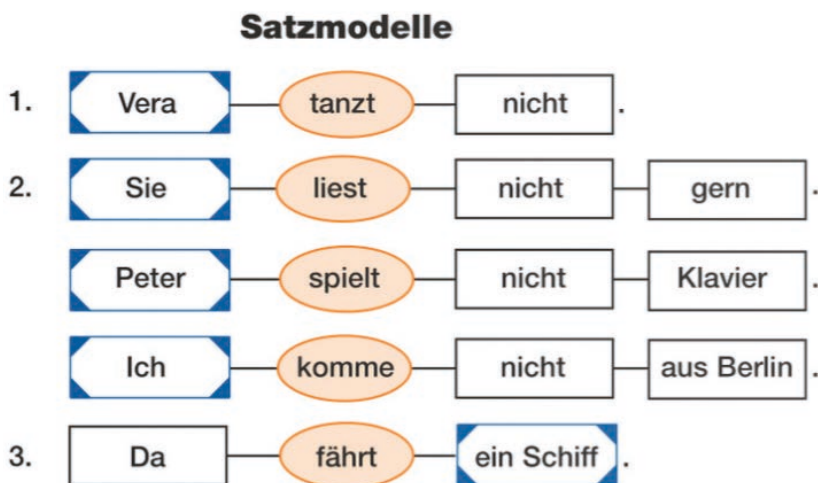 Satzmodelle
1. Vera tanzt nicht .
2. Sie liest nicht gern .
Peter spielt nicht Klavier .
Ich komme nicht aus Berlin .
3. Da fährt ein Schiff .